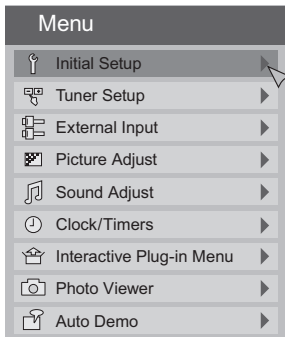 Menu
Initial Setup
Tuner Setup
External Input
Picture Adjust
Sound Adjust
Clock/Timers
Interactive Plug-in Menu
Photo Viewer
Auto Demo